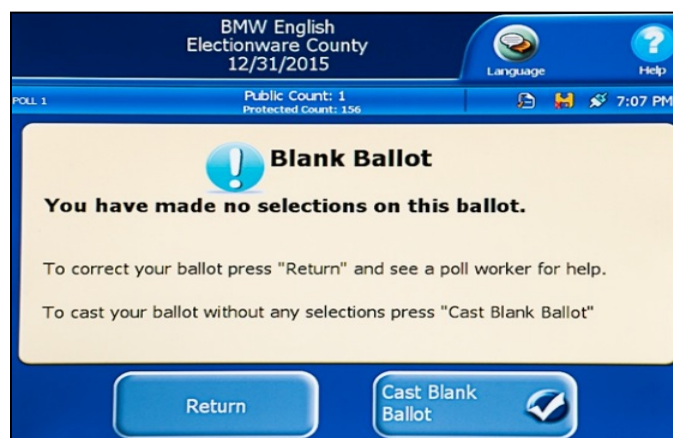 BMW English
Electionware County
12/31/2015
Language
Help
POLL 1
Public Count: 1
Protected Count: 156
7:07 PM
Blank Ballot
You have made no selections on this ballot.
To correct your ballot press "Return" and see a poll worker for help.
To cast your ballot without any selections press "Cast Blank Ballot"
Return
Cast Blank
Ballot